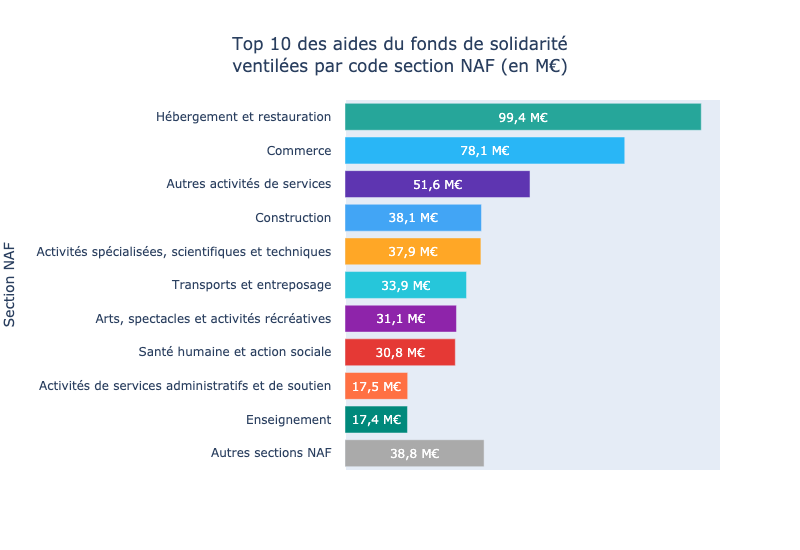 Top 10 des aides du fonds de solidarité
ventilées par code section NAF (en M€)
Section NAF
Hébergement et restauration 99,4 M€
Commerce 78,1 M€
Autres activités de services 51,6 M€
Construction 38,1 M€
Activités spécialisées, scientifiques et techniques 37,9 M€
Transports et entreposage 33,9 M€
Arts, spectacles et activités récréatives 31,1 M€
Santé humaine et action sociale 30,8 M€
Activités de services administratifs et de soutien 17,5 M€
Enseignement 17,4 M€
Autres sections NAF 38,8 M€